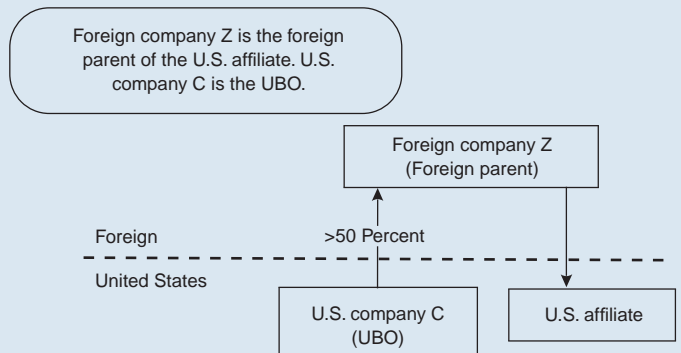 Foreign company Z is the foreign
parent of the U.S. affiliate. U.S.
company C is the UBO.
Foreign company Z
(Foreign parent)
Foreign
>50 Percent
United States
U.S. company C
(UBO)
U.S. affiliate